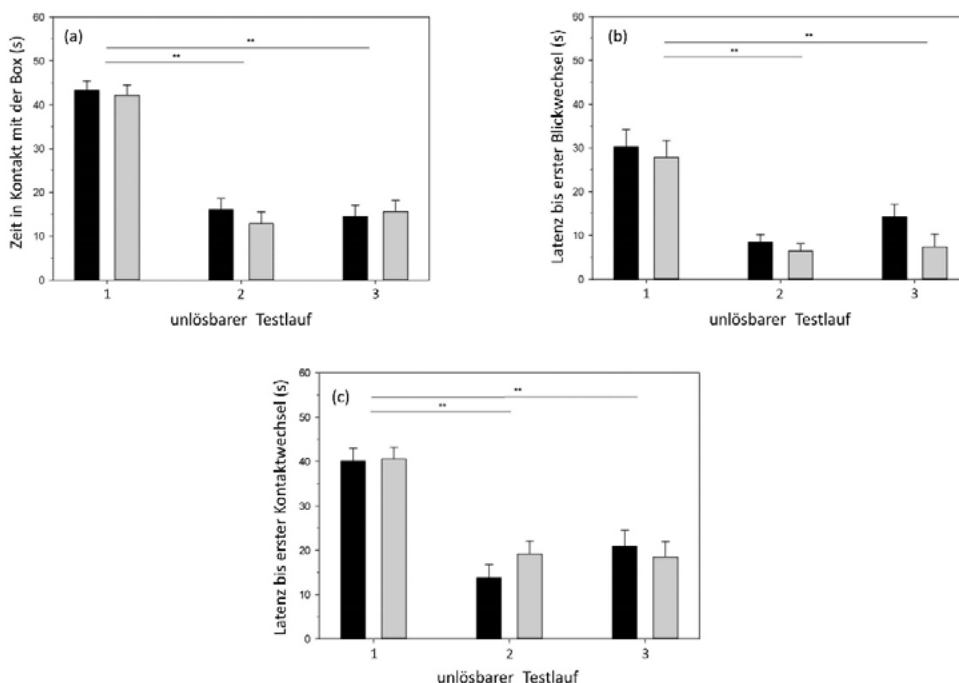 (a)
Zeit in Kontakt mit der Box (s)
60
50
40
30
20
10
0
**
**
1 2 3
unlösbarer Testlauf
(b)
Latenz bis erster Blickwechsel (s)
60
50
40
30
20
10
0
**
**
1 2 3
unlösbarer Testlauf
(c)
Latenz bis erster Kontaktwechsel (s)
60
50
40
30
20
10
0
**
**
1 2 3
unlösbarer Testlauf